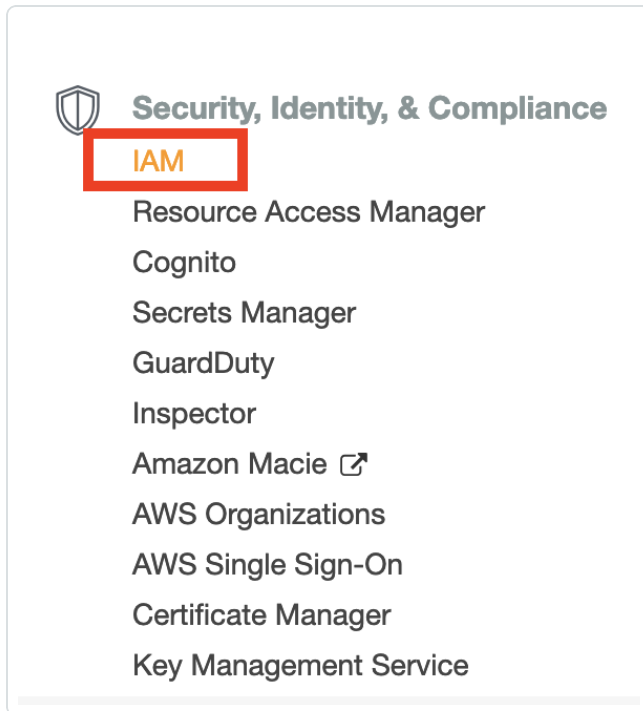 Security, Identity, & Compliance
IAM
Resource Access Manager
Cognito
Secrets Manager
GuardDuty
Inspector
Amazon Macie
AWS Organizations
AWS Single Sign-On
Certificate Manager
Key Management Service